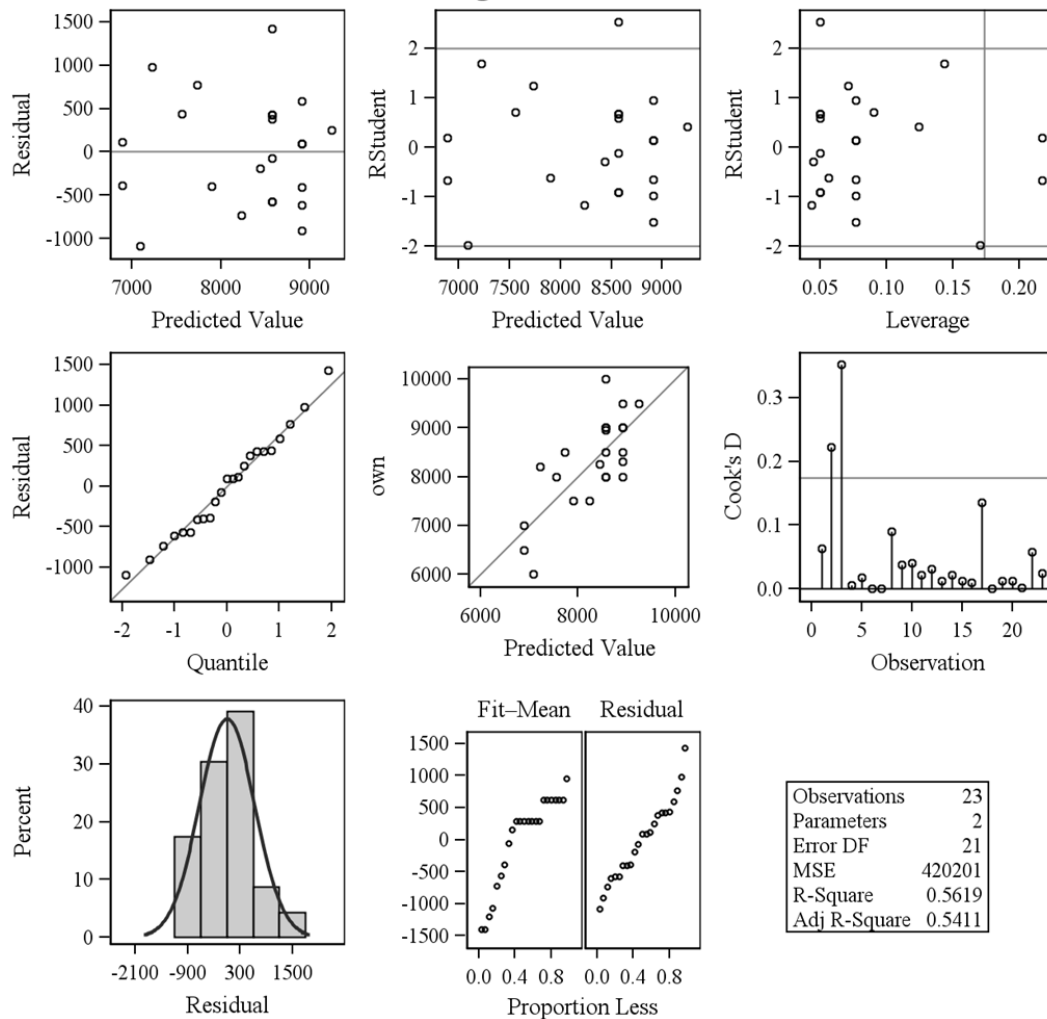 1500
1000
500
0
-500
-1000
Residual
7000 8000 9000
Predicted Value
2
1
0
-1
-2
RStudent
7000 7500 8000 8500 9000
Predicted Value
2
1
0
-1
-2
RStudent
0.05 0.10 0.15 0.20
Leverage
1500
1000
500
0
-500
-1000
Residual
-2 -1 0 1 2
Quantile
10000
9000
8000
7000
6000
own
6000 8000 10000
Predicted Value
0.3
0.2
0.1
0.0
Cook's D
0 5 10 15 20
Observation
40
30
20
10
0
Percent
-2100 -900 300 1500
Residual
Fit–Mean Residual
1500
1000
500
0
-500
-1000
-1500
0.0 0.4 0.8 0.0 0.4 0.8
Proportion Less
Observations 23
Parameters 2
Error DF 21
MSE 420201
R-Square 0.5619
Adj R-Square 0.5411